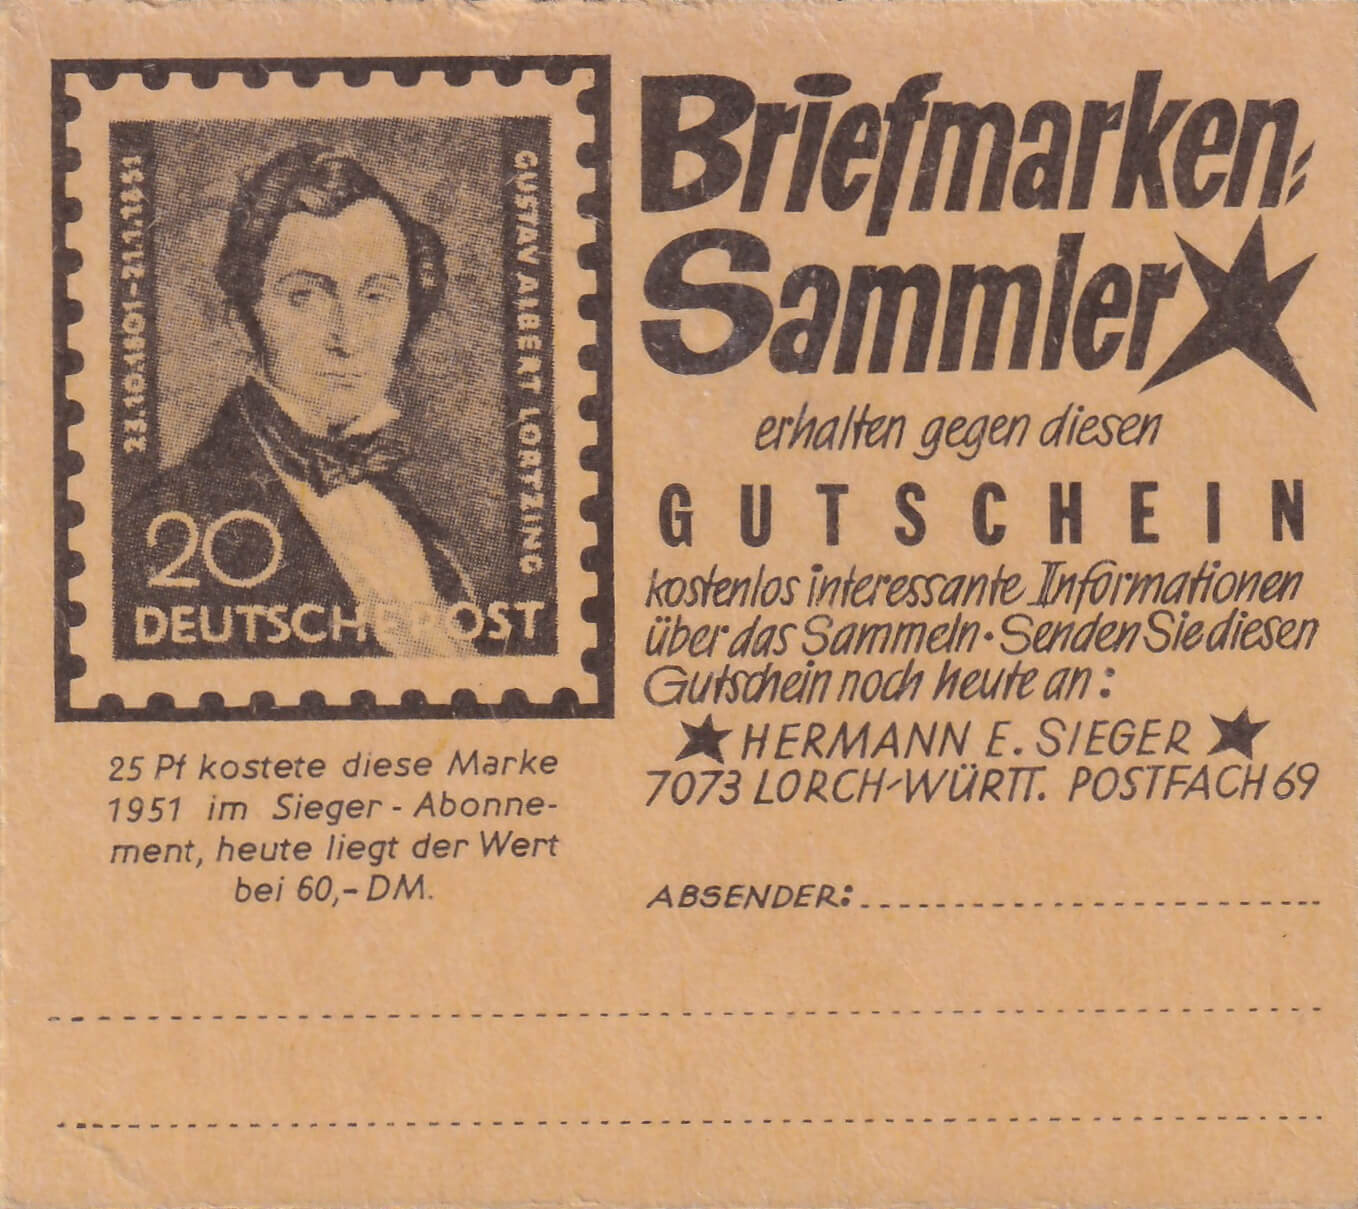 23.10.1801-21.1.1851
GUSTAV ALBERT LORTZING
20
DEUTSCHE POST
25 Pf kostete diese Marke
1951 im Sieger - Abonne-
ment, heute liegt der Wert
bei 60,- DM.
Briefmarken-
Sammler
erhalten gegen diesen
GUTSCHEIN
kostenlos interessante Informationen
über das Sammeln · Senden Sie diesen
Gutschein noch heute an:
HERMANN E. SIEGER
7073 LORCH-WÜRTT. POSTFACH 69
ABSENDER: